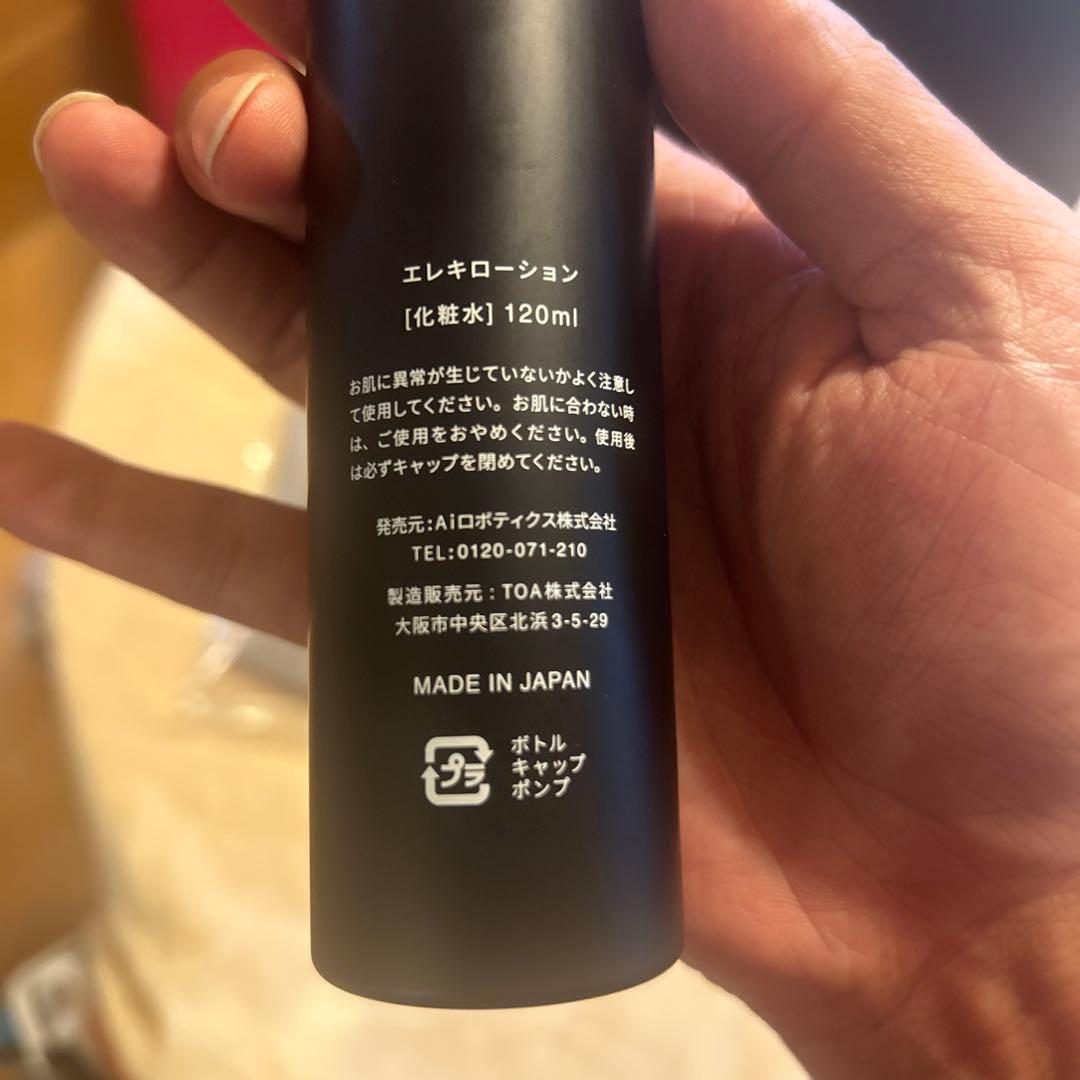 エレキローション
[化粧水] 120ml
お肌に異常が生じていないかよく注意し
て使用してください。お肌に合わない時
は、ご使用をおやめください。使用後
は必ずキャップを閉めてください。
発売元:Aiロボティクス株式会社
TEL:0120-071-210
製造販売元:TOA株式会社
大阪市中央区北浜3-5-29
MADE IN JAPAN
プラ
ボトル
キャップ
ポンプ